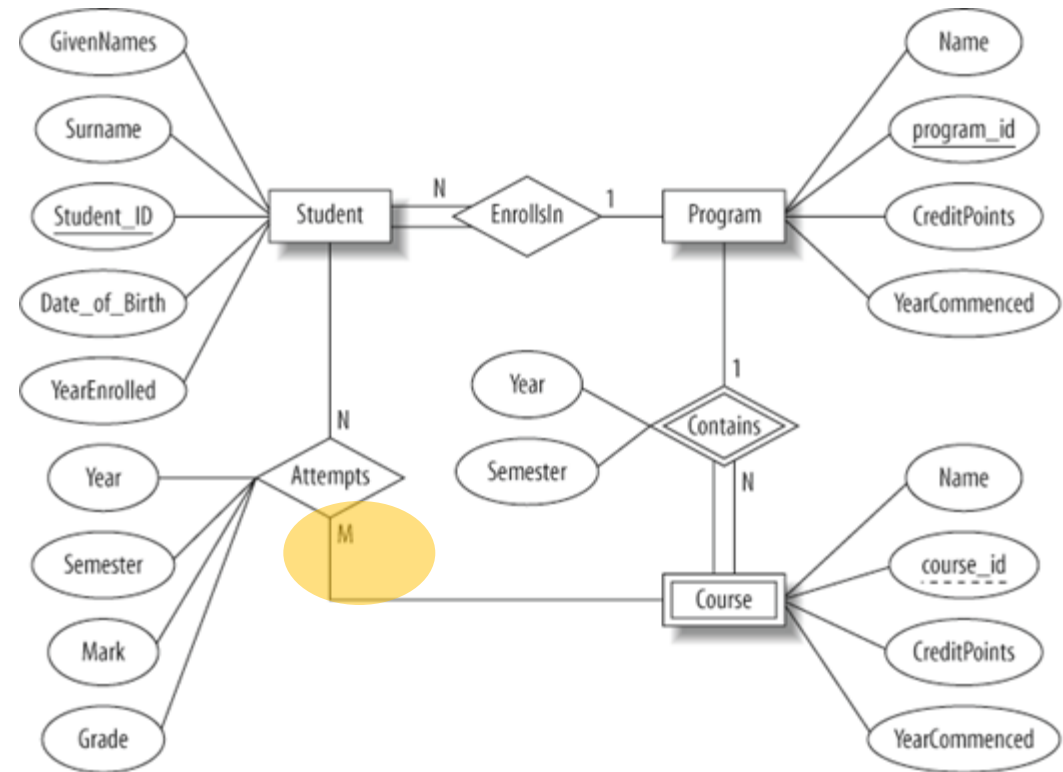 GivenNames
Name
Surname
program_id
Student_ID
Student
N
EnrollsIn
1
Program
CreditPoints
Date_of_Birth
YearCommenced
YearEnrolled
Year
1
N
Contains
Year
Attempts
Semester
N
Name
M
Semester
course_id
Course
Mark
CreditPoints
Grade
YearCommenced